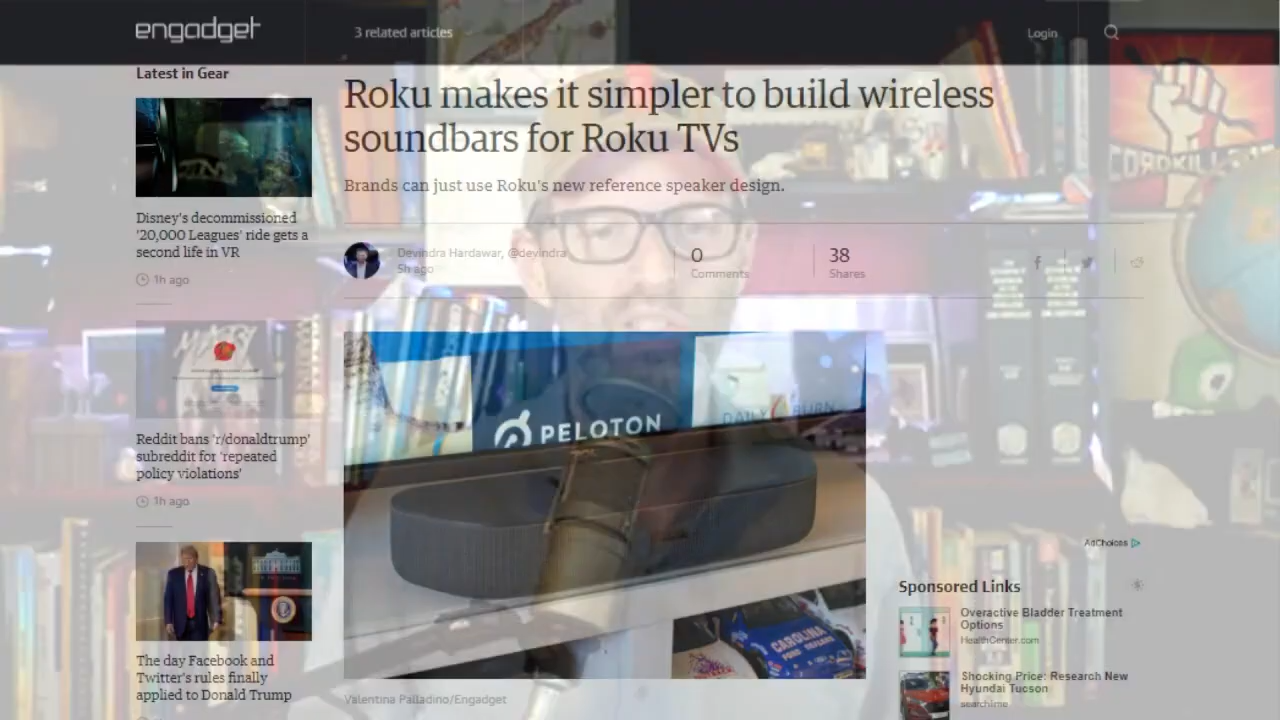 engadget
3 related articles
Login
Latest in Gear
Roku makes it simpler to build wireless
soundbars for Roku TVs
Brands can just use Roku's new reference speaker design.
Devindra Hardawar, @devindra
5h ago
0
Comments
38
Shares
Disney's decommissioned
'20,000 Leagues' ride gets a
second life in VR
1h ago
Reddit bans 'r/donaldtrump'
subreddit for 'repeated
policy violations'
1h ago
The day Facebook and
Twitter's rules finally
applied to Donald Trump
PELOTON
DAILY BURN
CAROLINA
Valentina Palladino/Engadget
AdChoices
Sponsored Links
Overactive Bladder Treatment
Options
HealthCenter.com
Shocking Price: Research New
Hyundai Tucson
searchlime